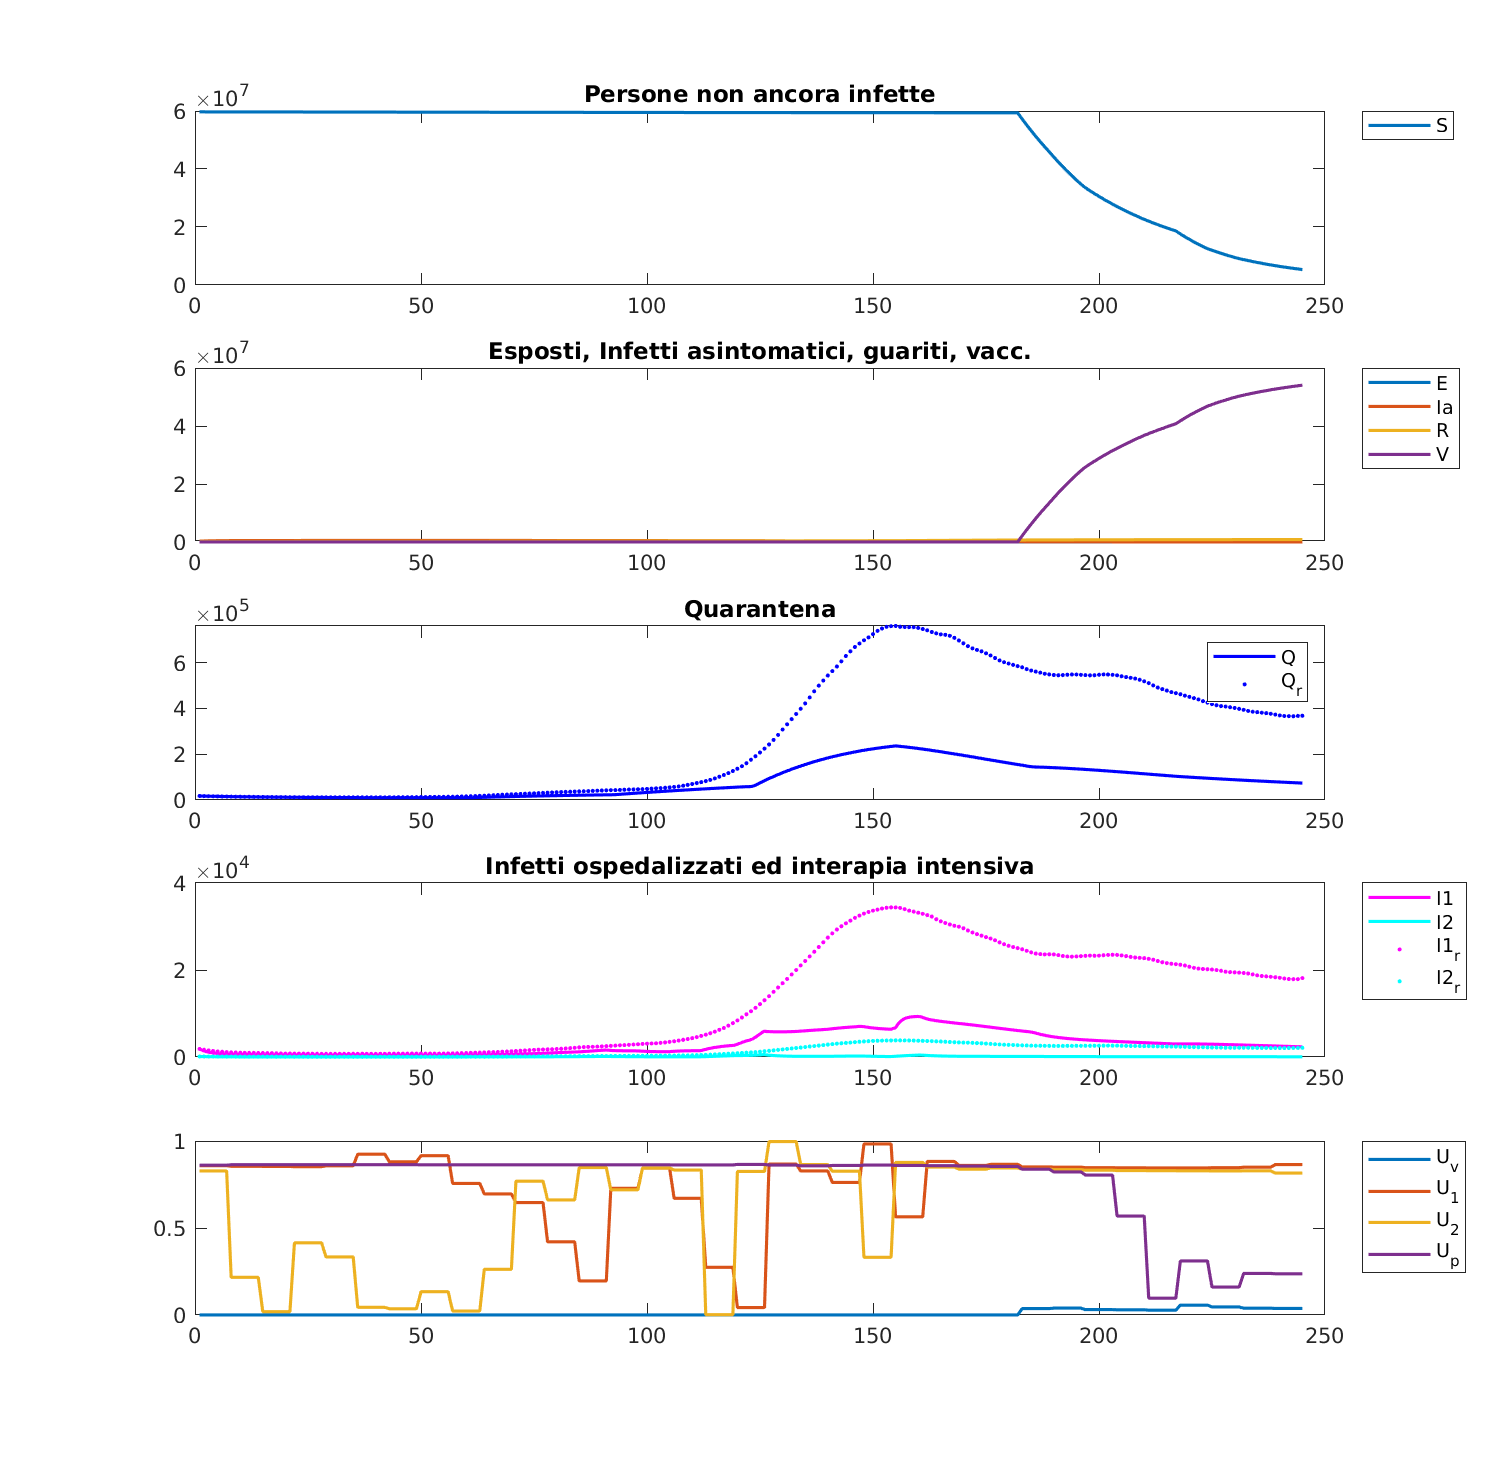 Persone non ancora infette
×10^7
6
4
2
0
0 50 100 150 200 250
S
Esposti, Infetti asintomatici, guariti, vacc.
×10^7
6
4
2
0
0 50 100 150 200 250
E
Ia
R
V
Quarantena
×10^5
6
4
2
0
0 50 100 150 200 250
Q
Q_r
Infetti ospedalizzati ed interapia intensiva
×10^4
4
2
0
0 50 100 150 200 250
I1
I2
I1_r
I2_r
1
0.5
0
0 50 100 150 200 250
U_v
U_1
U_2
U_p